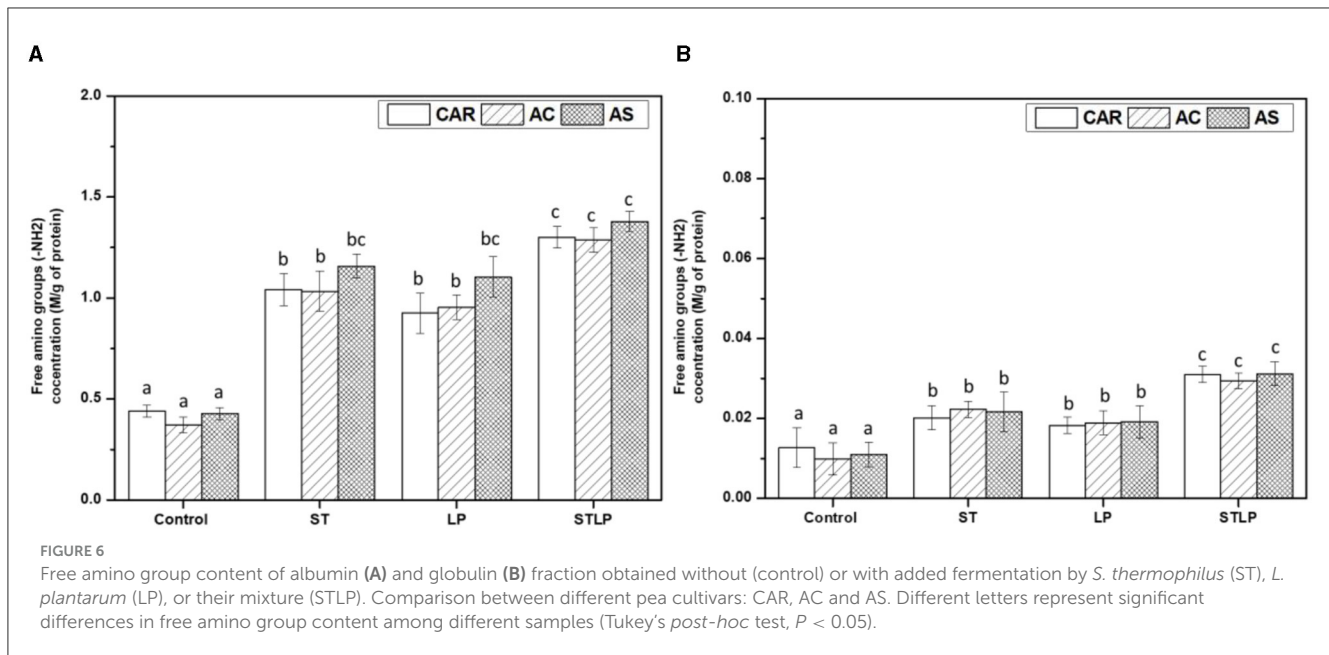 A
2.0
1.5
1.0
0.5
0.0
Free amino groups (-NH2)
cocentration (M/g of protein)
CAR AC AS
a a a
b b bc
b b bc
c c c
Control ST LP STLP
B
0.10
0.08
0.06
0.04
0.02
0.00
Free amino groups (-NH2)
cocentration (M/g of protein)
CAR AC AS
a a a
b b b
b b b
c c c
Control ST LP STLP
FIGURE 6
Free amino group content of albumin (A) and globulin (B) fraction obtained without (control) or with added fermentation by S. thermophilus (ST), L.
plantarum (LP), or their mixture (STLP). Comparison between different pea cultivars: CAR, AC and AS. Different letters represent significant
differences in free amino group content among different samples (Tukey's post-hoc test, P < 0.05).